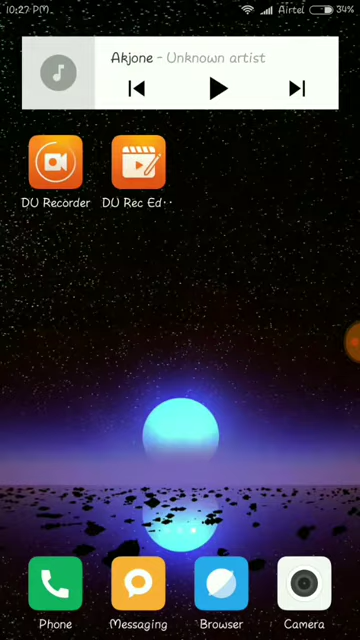 10:27 PM Airtel 34%
Akjone - Unknown artist
DU Recorder DU Rec Ed··
Phone Messaging Browser Camera